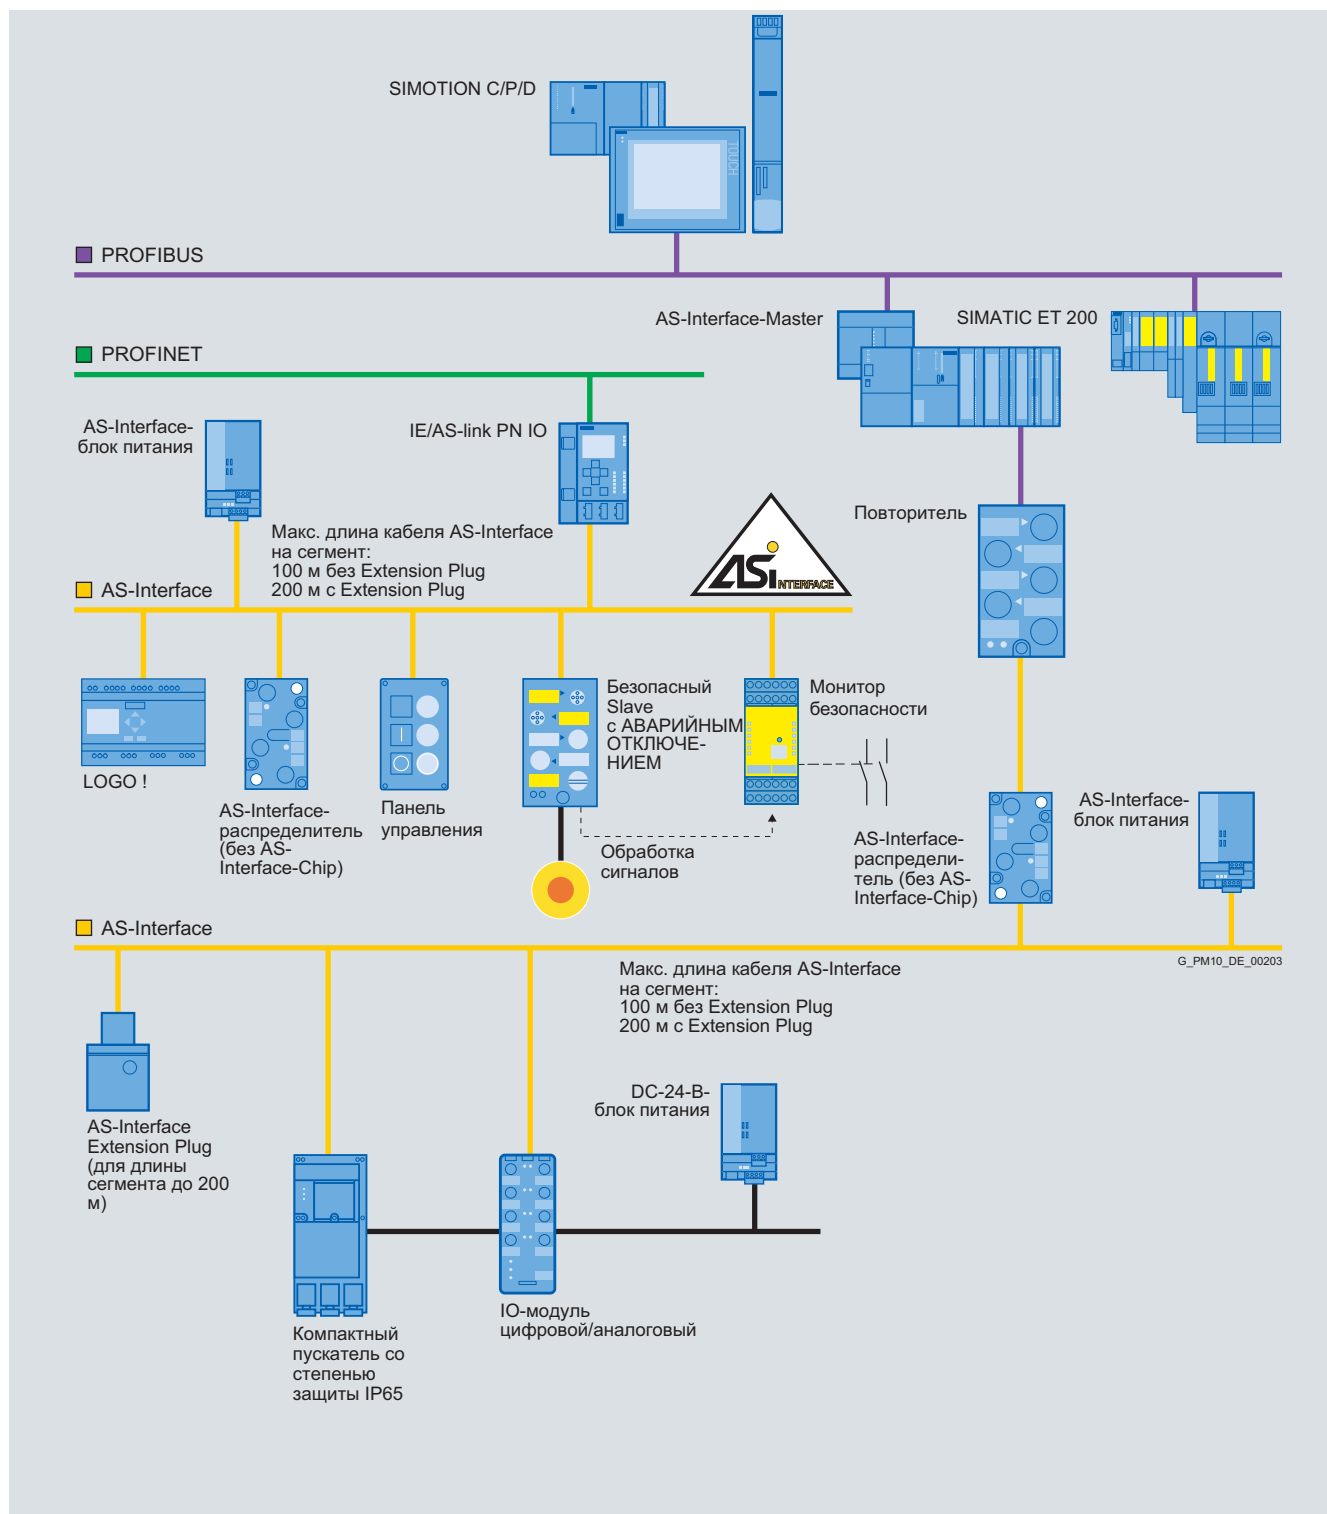 SIMOTION C/P/D
TOUCH
PROFIBUS
AS-Interface-Master
SIMATIC ET 200
PROFINET
AS-Interface-
блок питания
IE/AS-link PN IO
Повторитель
Макс. длина кабеля AS-Interface
на сегмент:
100 м без Extension Plug
200 м с Extension Plug
ASi
NTERFACE
AS-Interface
LOGO !
AS-Interface-
распределитель
(без AS-
Interface-Chip)
Панель
управления
Безопасный
Slave
с АВАРИЙНЫМ
ОТКЛЮЧЕ-
НИЕМ
Монитор
безопасности
Обработка
сигналов
AS-Interface-
распредели-
тель (без AS-
Interface-Chip)
AS-Interface-
блок питания
AS-Interface
G_PM10_DE_00203
Макс. длина кабеля AS-Interface
на сегмент:
100 м без Extension Plug
200 м с Extension Plug
DC-24-В-
блок питания
AS-Interface
Extension Plug
(для длины
сегмента до 200
м)
IO-модуль
цифровой/аналоговый
Компактный
пускатель со
степенью
защиты IP65